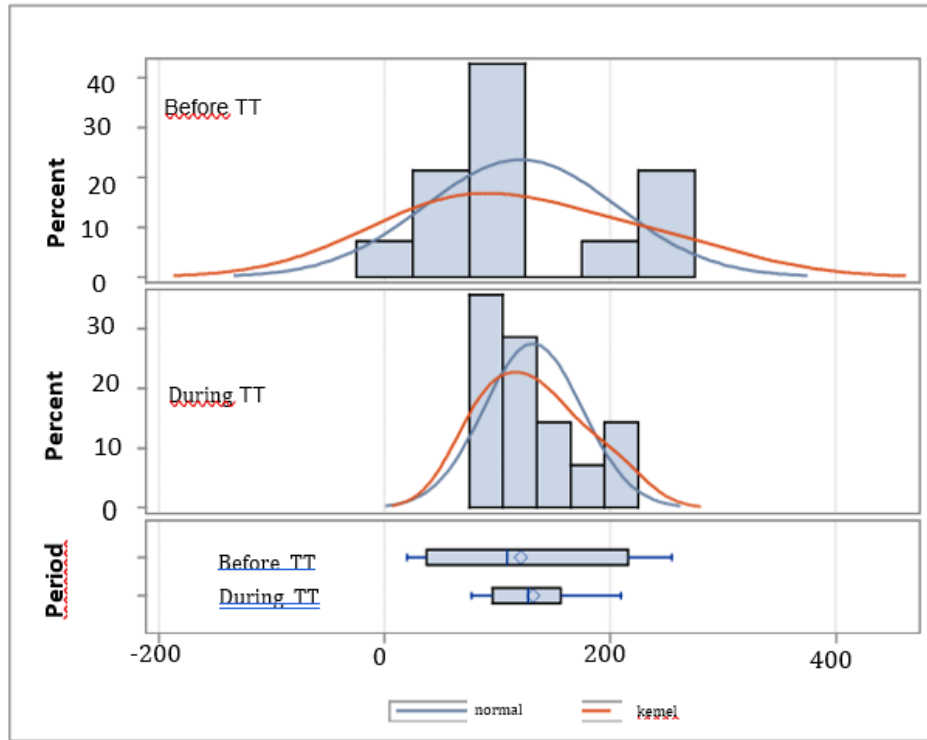 40
Before TT
30
Percent
20
10
0
30
Percent
20
During TT
10
0
Period
Before TT
During TT
-200 0 200 400
normal kemel